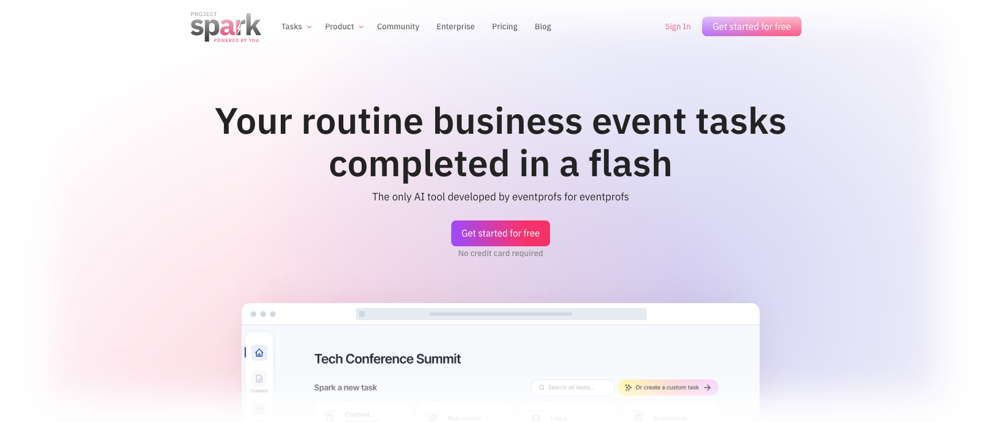 PROJECT
spark
POWERED BY YOU
Tasks
Product
Community
Enterprise
Pricing
Blog
Sign In
Get started for free
Your routine business event tasks
completed in a flash
The only AI tool developed by eventprofs for eventprofs
Get started for free
No credit card required
Tech Conference Summit
Spark a new task
Search all tasks...
Or create a custom task
Content
Content
Repurpose
Legal
Brainstorm